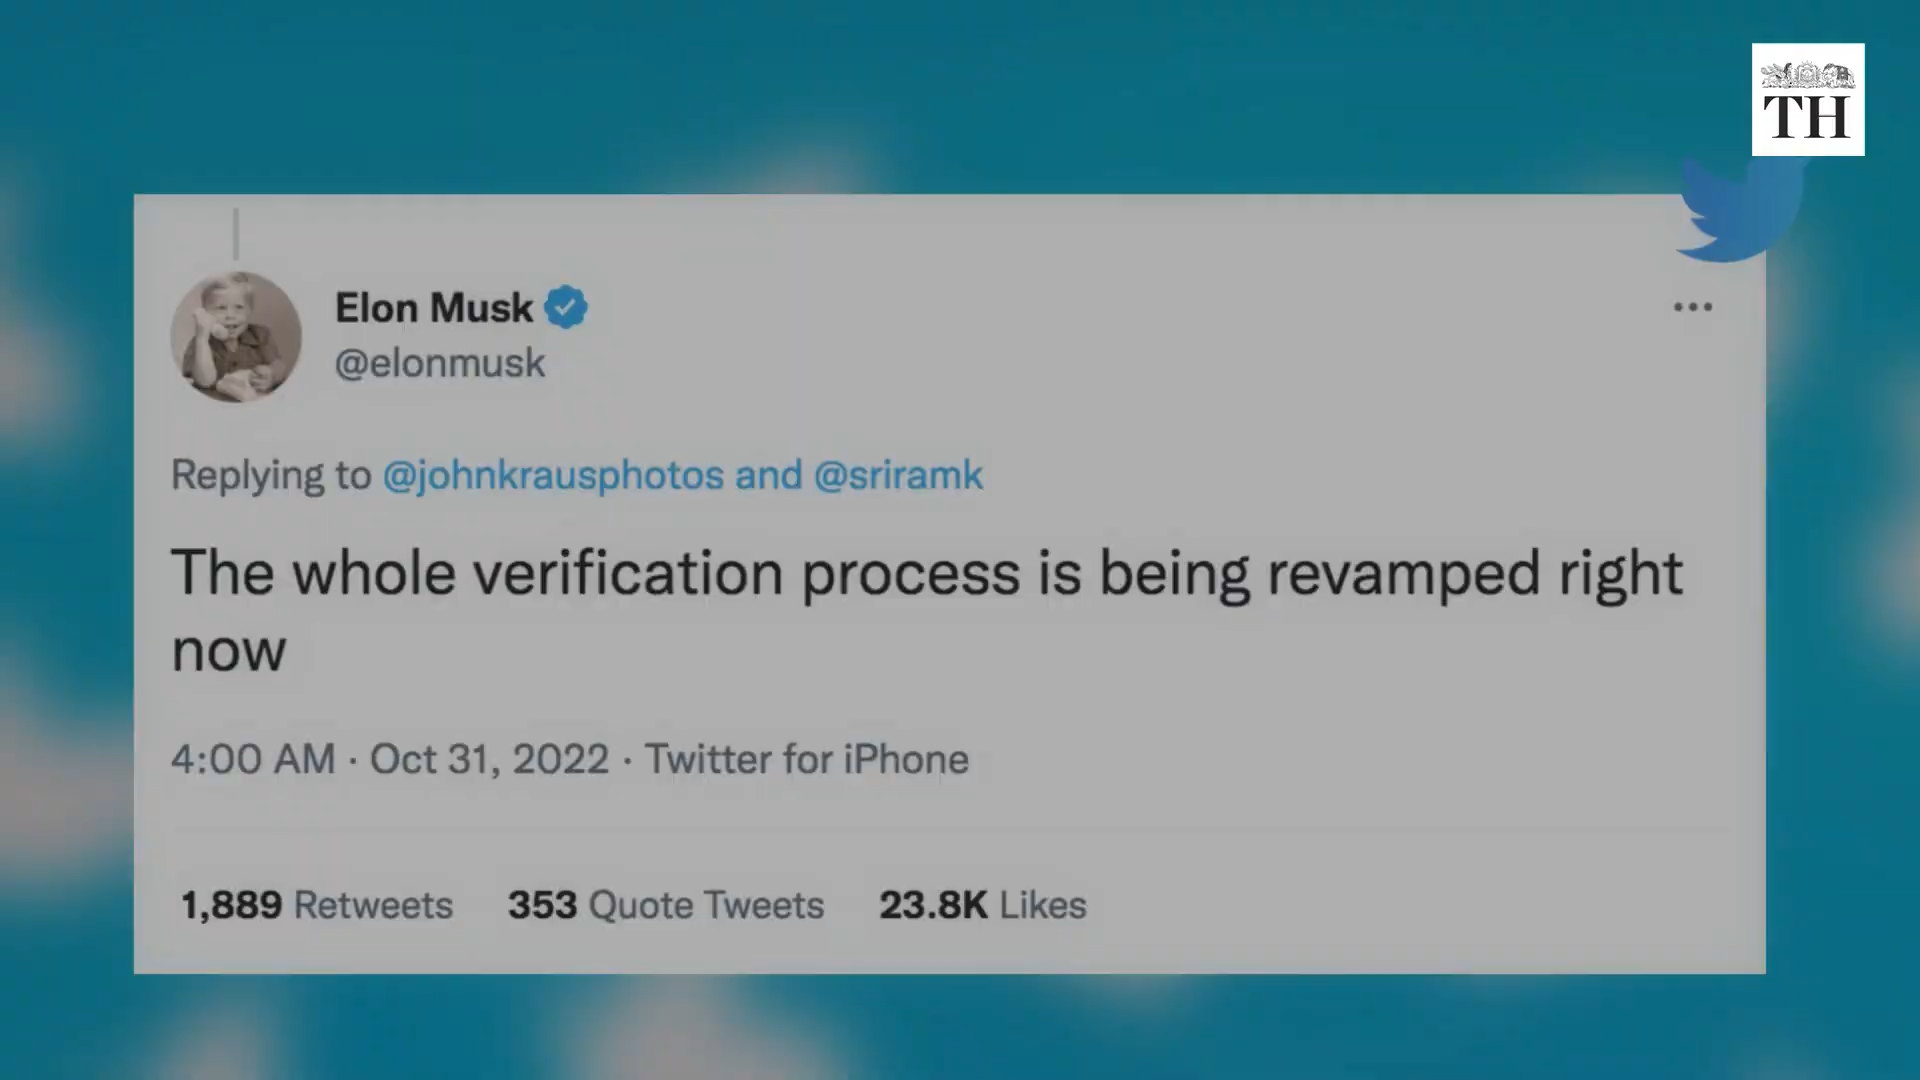 TH
Elon Musk
@elonmusk
Replying to @johnkrausphotos and @sriramk
The whole verification process is being revamped right
now
4:00 AM · Oct 31, 2022 · Twitter for iPhone
1,889 Retweets 353 Quote Tweets 23.8K Likes